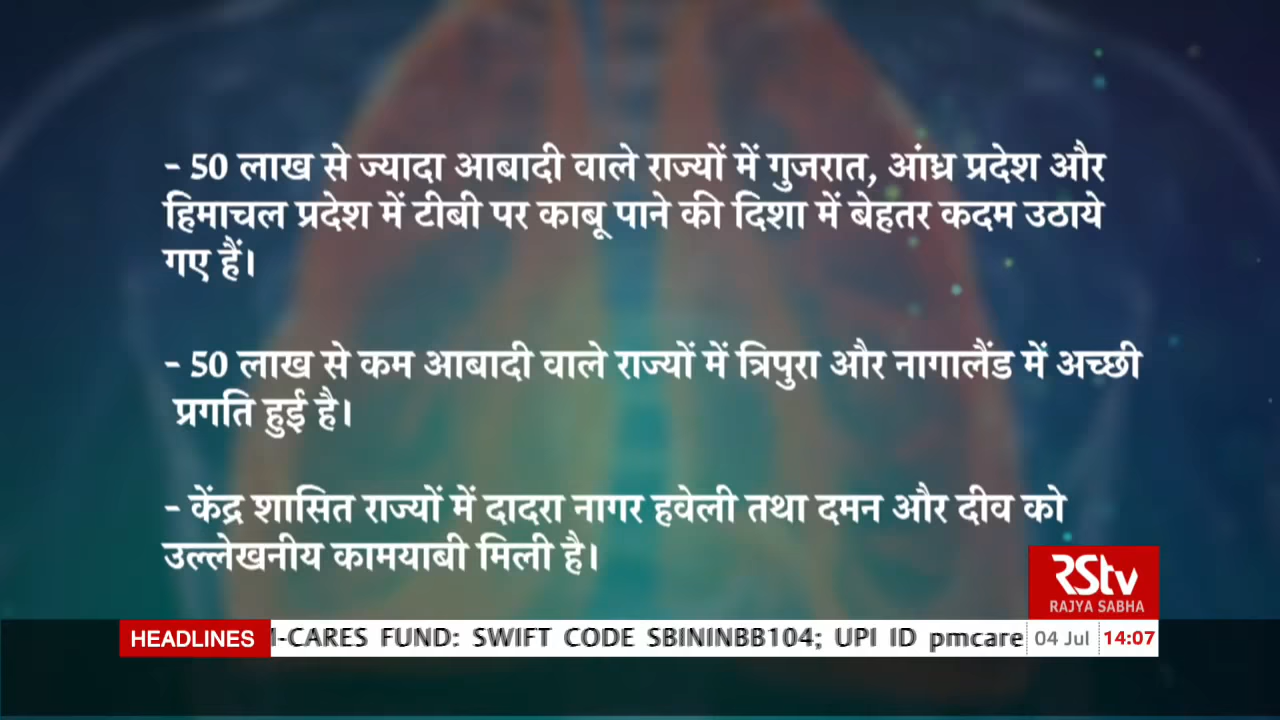 - 50 लाख से ज्यादा आबादी वाले राज्यों में गुजरात, आंध्र प्रदेश और
हिमाचल प्रदेश में टीबी पर काबू पाने की दिशा में बेहतर कदम उठाये
गए हैं।
- 50 लाख से कम आबादी वाले राज्यों में त्रिपुरा और नागालैंड में अच्छी
प्रगति हुई है।
- केंद्र शासित राज्यों में दादरा नागर हवेली तथा दमन और दीव को
उल्लेखनीय कामयाबी मिली है।
RStv
RAJYA SABHA
HEADLINES M-CARES FUND: SWIFT CODE SBININBB104; UPI ID pmcare 04 Jul 14:07